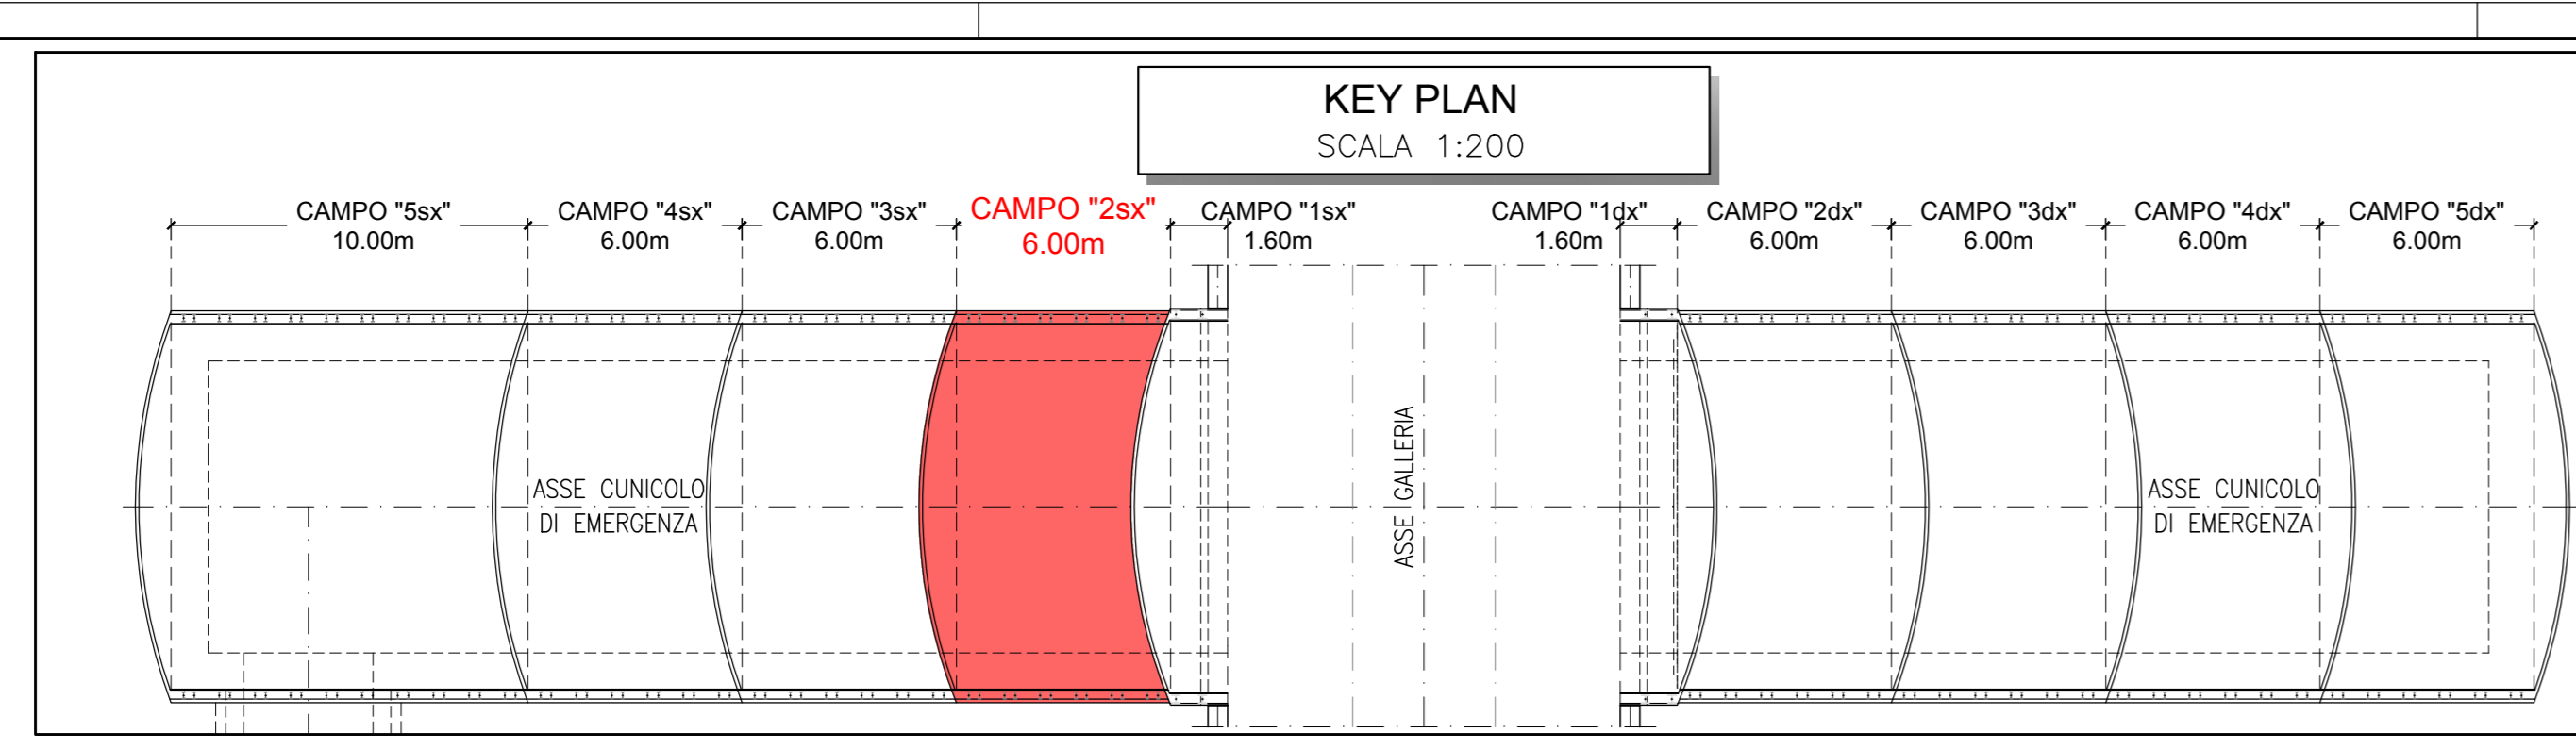 KEY PLAN
SCALA 1:200
CAMPO "5sx"
10.00m
CAMPO "4sx"
6.00m
CAMPO "3sx"
6.00m
CAMPO "2sx"
6.00m
CAMPO "1sx"
1.60m
CAMPO "1dx"
1.60m
CAMPO "2dx"
6.00m
CAMPO "3dx"
6.00m
CAMPO "4dx"
6.00m
CAMPO "5dx"
6.00m
ASSE CUNICOLO
DI EMERGENZA
ASSE GALLERIA
ASSE CUNICOLO
DI EMERGENZA